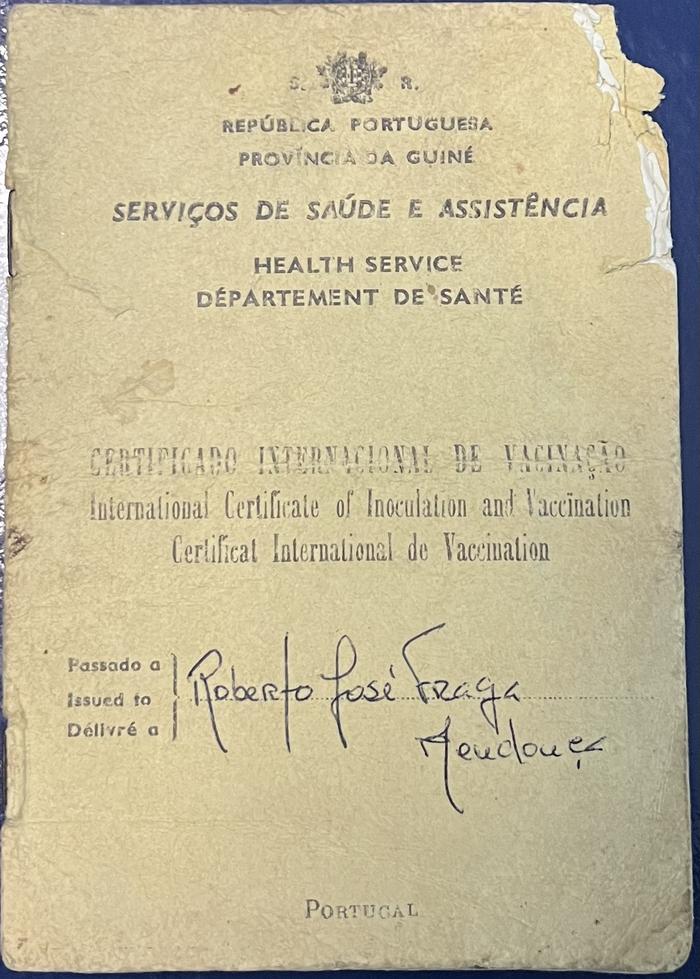 S. R.
REPÚBLICA PORTUGUESA
PROVÍNCIA DA GUINÉ
SERVIÇOS DE SAÚDE E ASSISTÊNCIA
HEALTH SERVICE
DÉPARTEMENT DE SANTÉ
CERTIFICADO INTERNACIONAL DE VACINAÇÃO
International Certificate of Inoculation and Vaccination
Certificat International de Vaccination
Passado a
Issued to
Délivré a
Roberto José Fraga
Mendonça
PORTUGAL